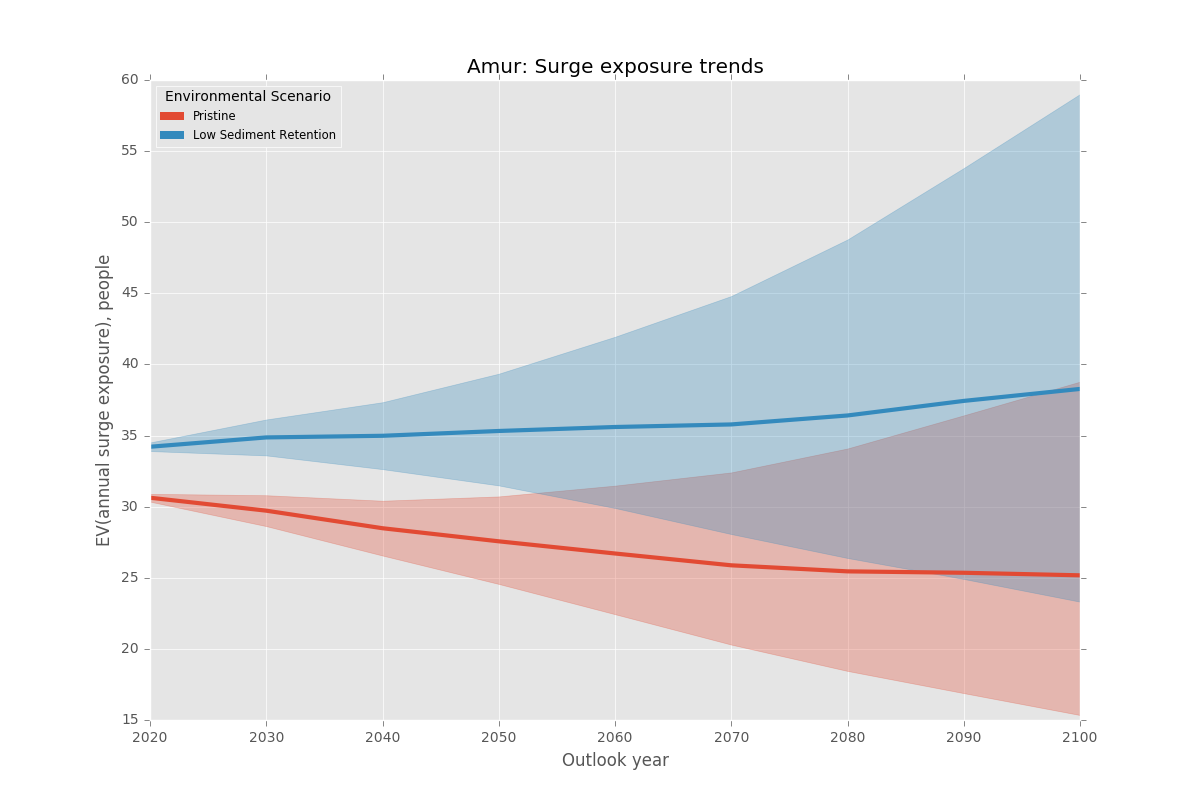 Amur: Surge exposure trends
Environmental Scenario
Pristine
Low Sediment Retention
EV(annual surge exposure), people
60
55
50
45
40
35
30
25
20
15
2020 2030 2040 2050 2060 2070 2080 2090 2100
Outlook year